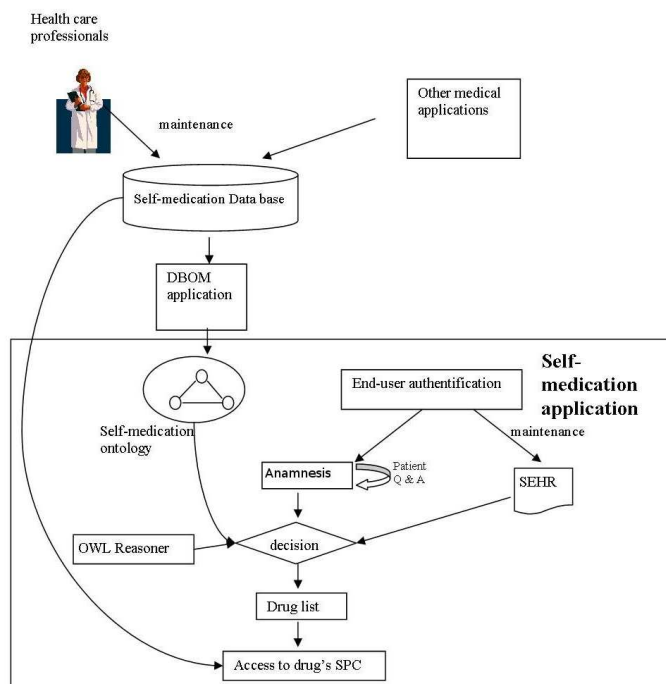 Health care
professionals
maintenance
Other medical
applications
Self-medication Data base
DBOM
application
Self-
medication
application
End-user authentification
Self-medication
ontology
maintenance
Anamnesis
Patient
Q & A
SEHR
OWL Reasoner
decision
Drug list
Access to drug's SPC